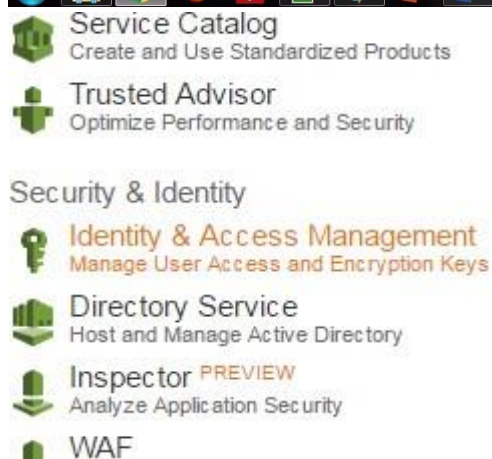 Service Catalog
Create and Use Standardized Products
Trusted Advisor
Optimize Performance and Security
Security & Identity
Identity & Access Management
Manage User Access and Encryption Keys
Directory Service
Host and Manage Active Directory
Inspector PREVIEW
Analyze Application Security
WAF